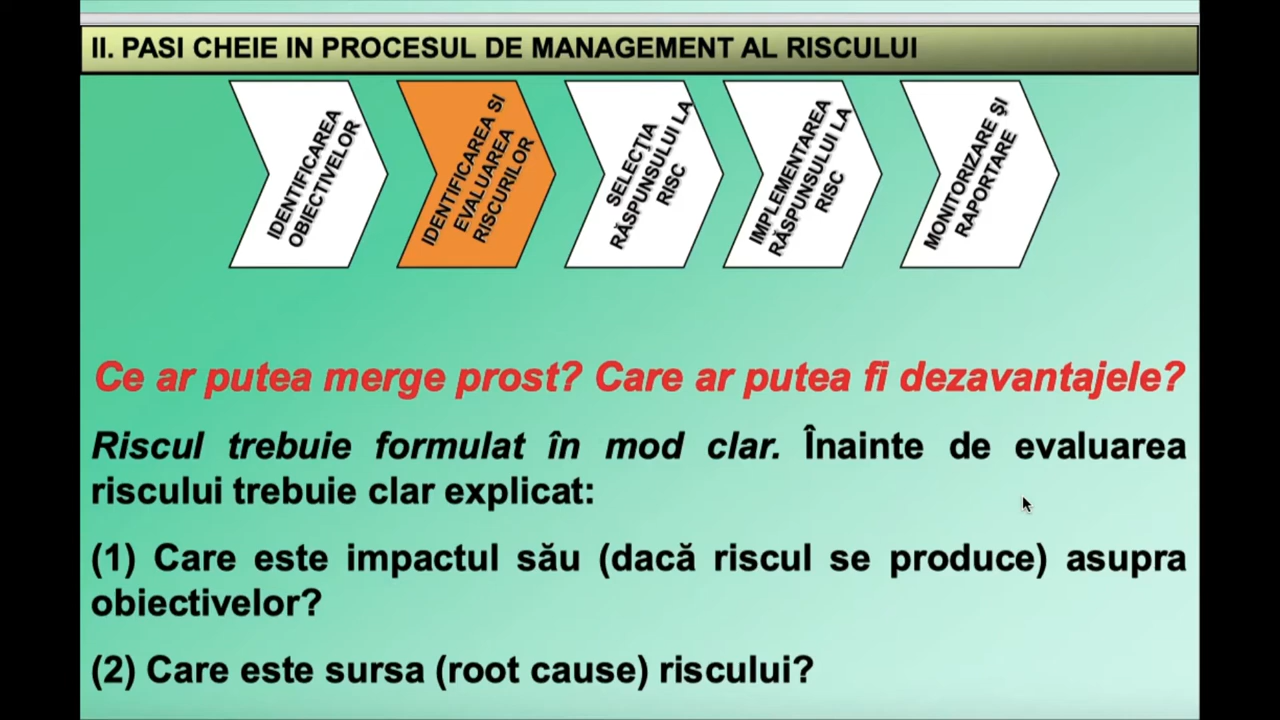 II. PASI CHEIE IN PROCESUL DE MANAGEMENT AL RISCULUI
IDENTIFICAREA
OBIECTIVELOR
IDENTIFICAREA SI
EVALUAREA
RISCURILOR
SELECŢIA
RĂSPUNSULUI LA
RISC
IMPLEMENTAREA
RĂSPUNSULUI LA
RISC
MONITORIZARE ŞI
RAPORTARE
Ce ar putea merge prost? Care ar putea fi dezavantajele?
Riscul trebuie formulat în mod clar. Înainte de evaluarea
riscului trebuie clar explicat:
(1) Care este impactul său (dacă riscul se produce) asupra
obiectivelor?
(2) Care este sursa (root cause) riscului?